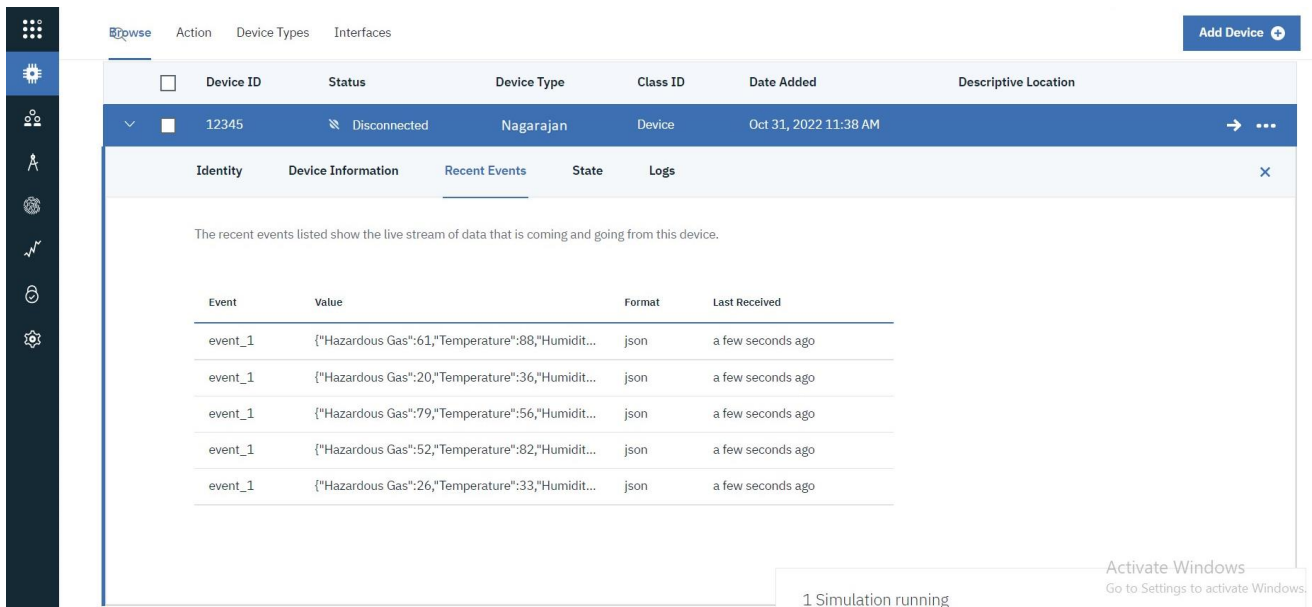 Browse Action Device Types Interfaces Add Device
Device ID Status Device Type Class ID Date Added Descriptive Location
12345 Disconnected Nagarajan Device Oct 31, 2022 11:38 AM
Identity Device Information Recent Events State Logs
The recent events listed show the live stream of data that is coming and going from this device.
Event Value Format Last Received
event_1 {"Hazardous Gas":61,"Temperature":88,"Humidit... json a few seconds ago
event_1 {"Hazardous Gas":20,"Temperature":36,"Humidit... json a few seconds ago
event_1 {"Hazardous Gas":79,"Temperature":56,"Humidit... json a few seconds ago
event_1 {"Hazardous Gas":52,"Temperature":82,"Humidit... json a few seconds ago
event_1 {"Hazardous Gas":26,"Temperature":33,"Humidit... json a few seconds ago
Activate Windows
Go to Settings to activate Windows.
1 Simulation running